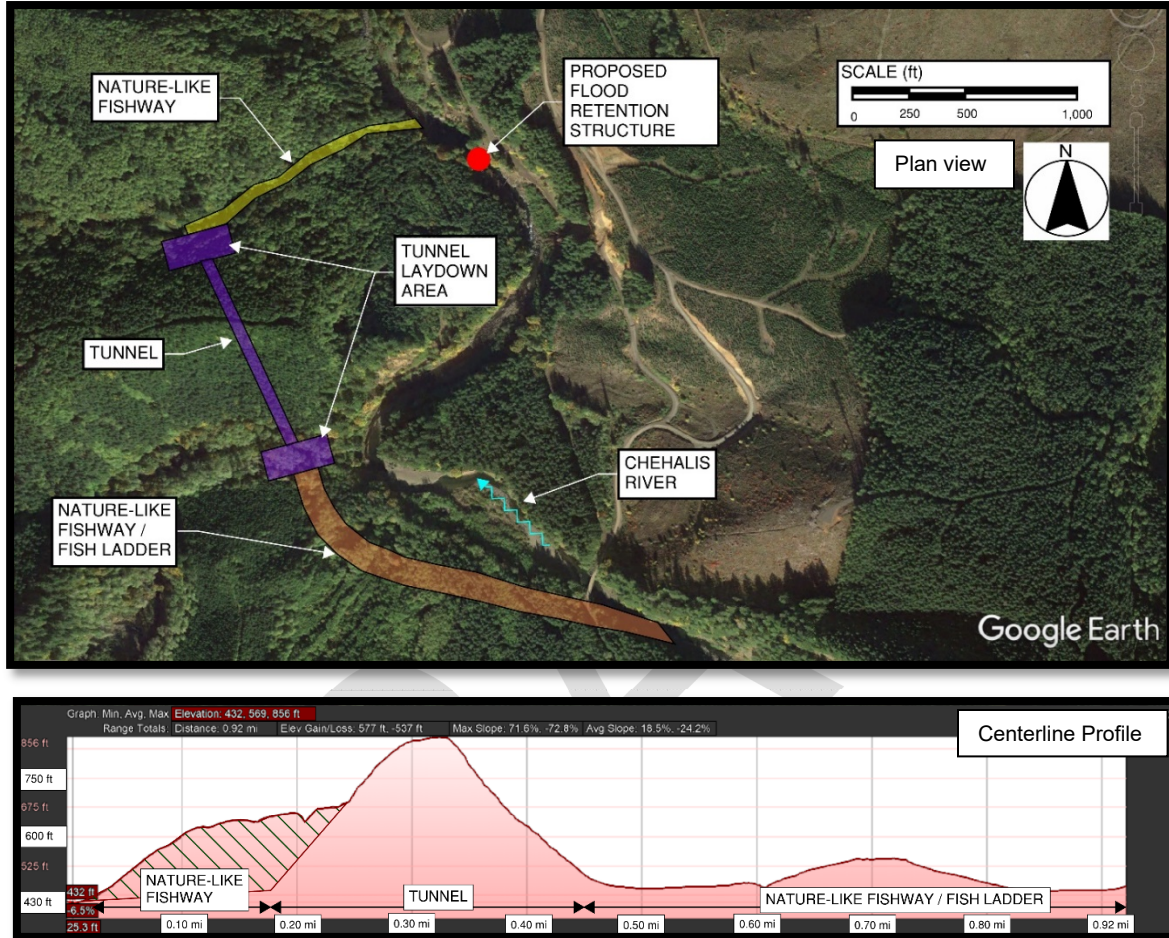 NATURE-LIKE
FISHWAY
PROPOSED
FLOOD
RETENTION
STRUCTURE
SCALE (ft)
0 250 500 1,000
Plan view
N
TUNNEL
LAYDOWN
AREA
TUNNEL
CHEHALIS
RIVER
NATURE-LIKE
FISHWAY /
FISH LADDER
Google Earth
Graph: Min, Avg, Max Elevation: 432, 569, 856 ft
Range Totals: Distance: 0.92 mi Elev Gain/Loss: 577 ft, -537 ft Max Slope: 71.6%, -72.8% Avg Slope: 18.5%, -24.2%
Centerline Profile
856 ft
750 ft
675 ft
600 ft
525 ft
430 ft
432 ft
-6.5%
25.3 ft
NATURE-LIKE
FISHWAY
TUNNEL
NATURE-LIKE FISHWAY / FISH LADDER
0.10 mi 0.20 mi 0.30 mi 0.40 mi 0.50 mi 0.60 mi 0.70 mi 0.80 mi 0.92 mi